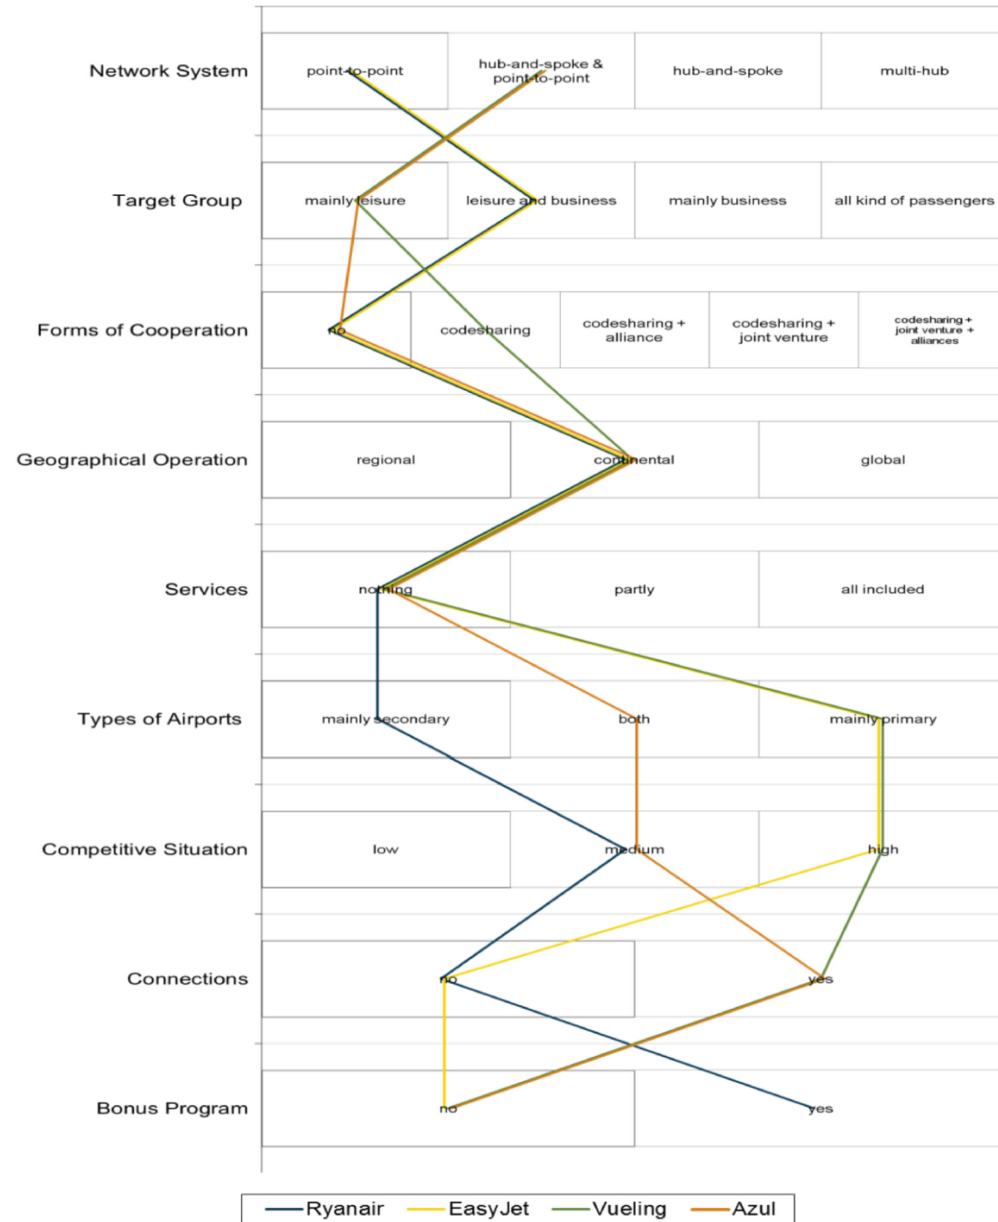 Network System
point-to-point
hub-and-spoke &
point-to-point
hub-and-spoke
multi-hub
Target Group
mainly leisure
leisure and business
mainly business
all kind of passengers
Forms of Cooperation
no
codesharing
codesharing +
alliance
codesharing +
joint venture
codesharing +
joint venture +
alliances
Geographical Operation
regional
continental
global
Services
nothing
partly
all included
Types of Airports
mainly secondary
both
mainly primary
Competitive Situation
low
medium
high
Connections
no
yes
Bonus Program
no
yes
Ryanair
EasyJet
Vueling
Azul